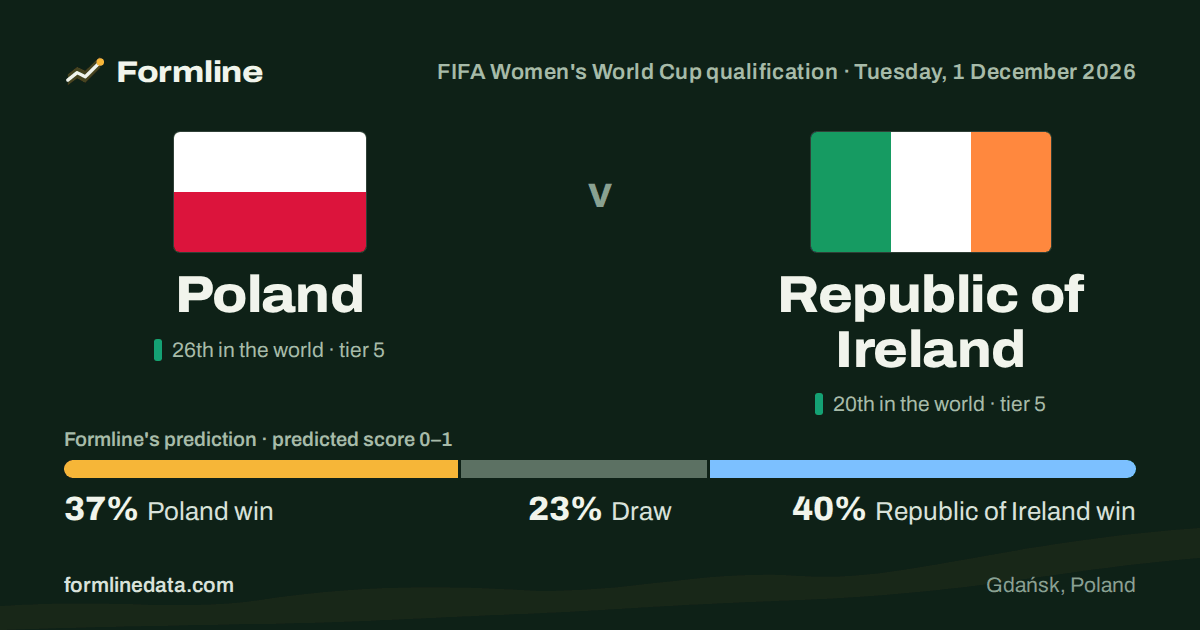 Formline
FIFA Women's World Cup qualification · Tuesday, 1 December 2026
v
Poland
26th in the world · tier 5
Republic of
Ireland
20th in the world · tier 5
Formline's prediction · predicted score 0–1
37% Poland win
23% Draw
40% Republic of Ireland win
formlinedata.com
Gdańsk, Poland